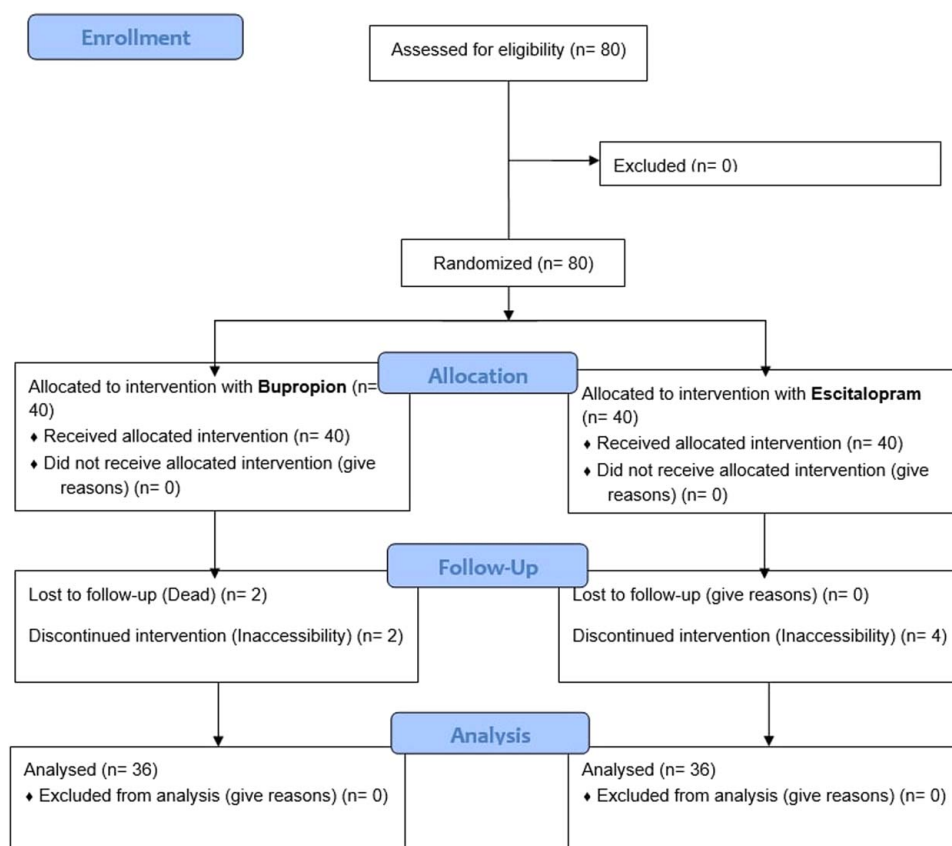 Enrollment
Assessed for eligibility (n= 80)
Excluded (n= 0)
Randomized (n= 80)
Allocation
Allocated to intervention with Bupropion (n=
40)
♦ Received allocated intervention (n= 40)
♦ Did not receive allocated intervention (give
reasons) (n= 0)
Allocated to intervention with Escitalopram
(n= 40)
♦ Received allocated intervention (n= 40)
♦ Did not receive allocated intervention (give
reasons) (n= 0)
Follow-Up
Lost to follow-up (Dead) (n= 2)
Discontinued intervention (Inaccessibility) (n= 2)
Lost to follow-up (give reasons) (n= 0)
Discontinued intervention (Inaccessibility) (n= 4)
Analysis
Analysed (n= 36)
♦ Excluded from analysis (give reasons) (n= 0)
Analysed (n= 36)
♦ Excluded from analysis (give reasons) (n= 0)